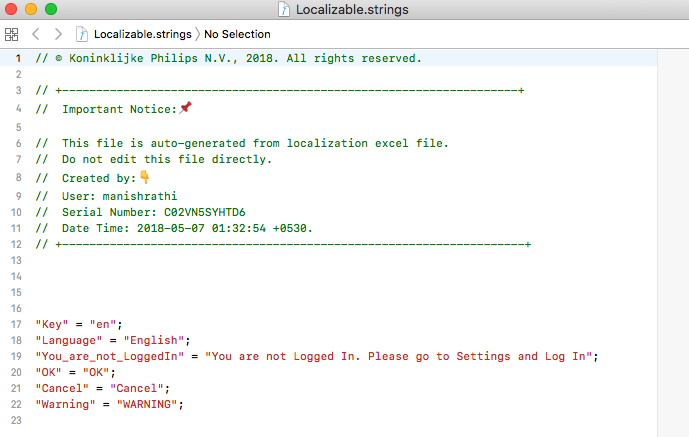 Localizable.strings
Localizable.strings No Selection
1 // © Koninklijke Philips N.V., 2018. All rights reserved.
2
3 // +-------------------------------------------------------------------+
4 // Important Notice:📌
5
6 // This file is auto-generated from localization excel file.
7 // Do not edit this file directly.
8 // Created by:👇
9 // User: manishrathi
10 // Serial Number: C02VN5SYHTD6
11 // Date Time: 2018-05-07 01:32:54 +0530.
12 // +--------------------------------------------------------------------+
13
14
15
16
17 "Key" = "en";
18 "Language" = "English";
19 "You_are_not_LoggedIn" = "You are not Logged In. Please go to Settings and Log In";
20 "OK" = "OK";
21 "Cancel" = "Cancel";
22 "Warning" = "WARNING";
23